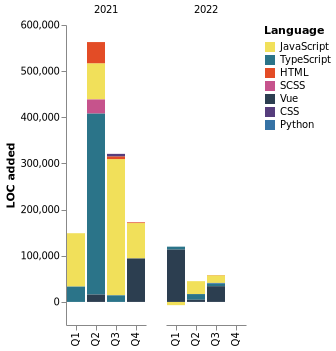 2021
2022
LOC added
600,000
500,000
400,000
300,000
200,000
100,000
0
Q1
Q2
Q3
Q4
Q1
Q2
Q3
Q4
Language
JavaScript
TypeScript
HTML
SCSS
Vue
CSS
Python